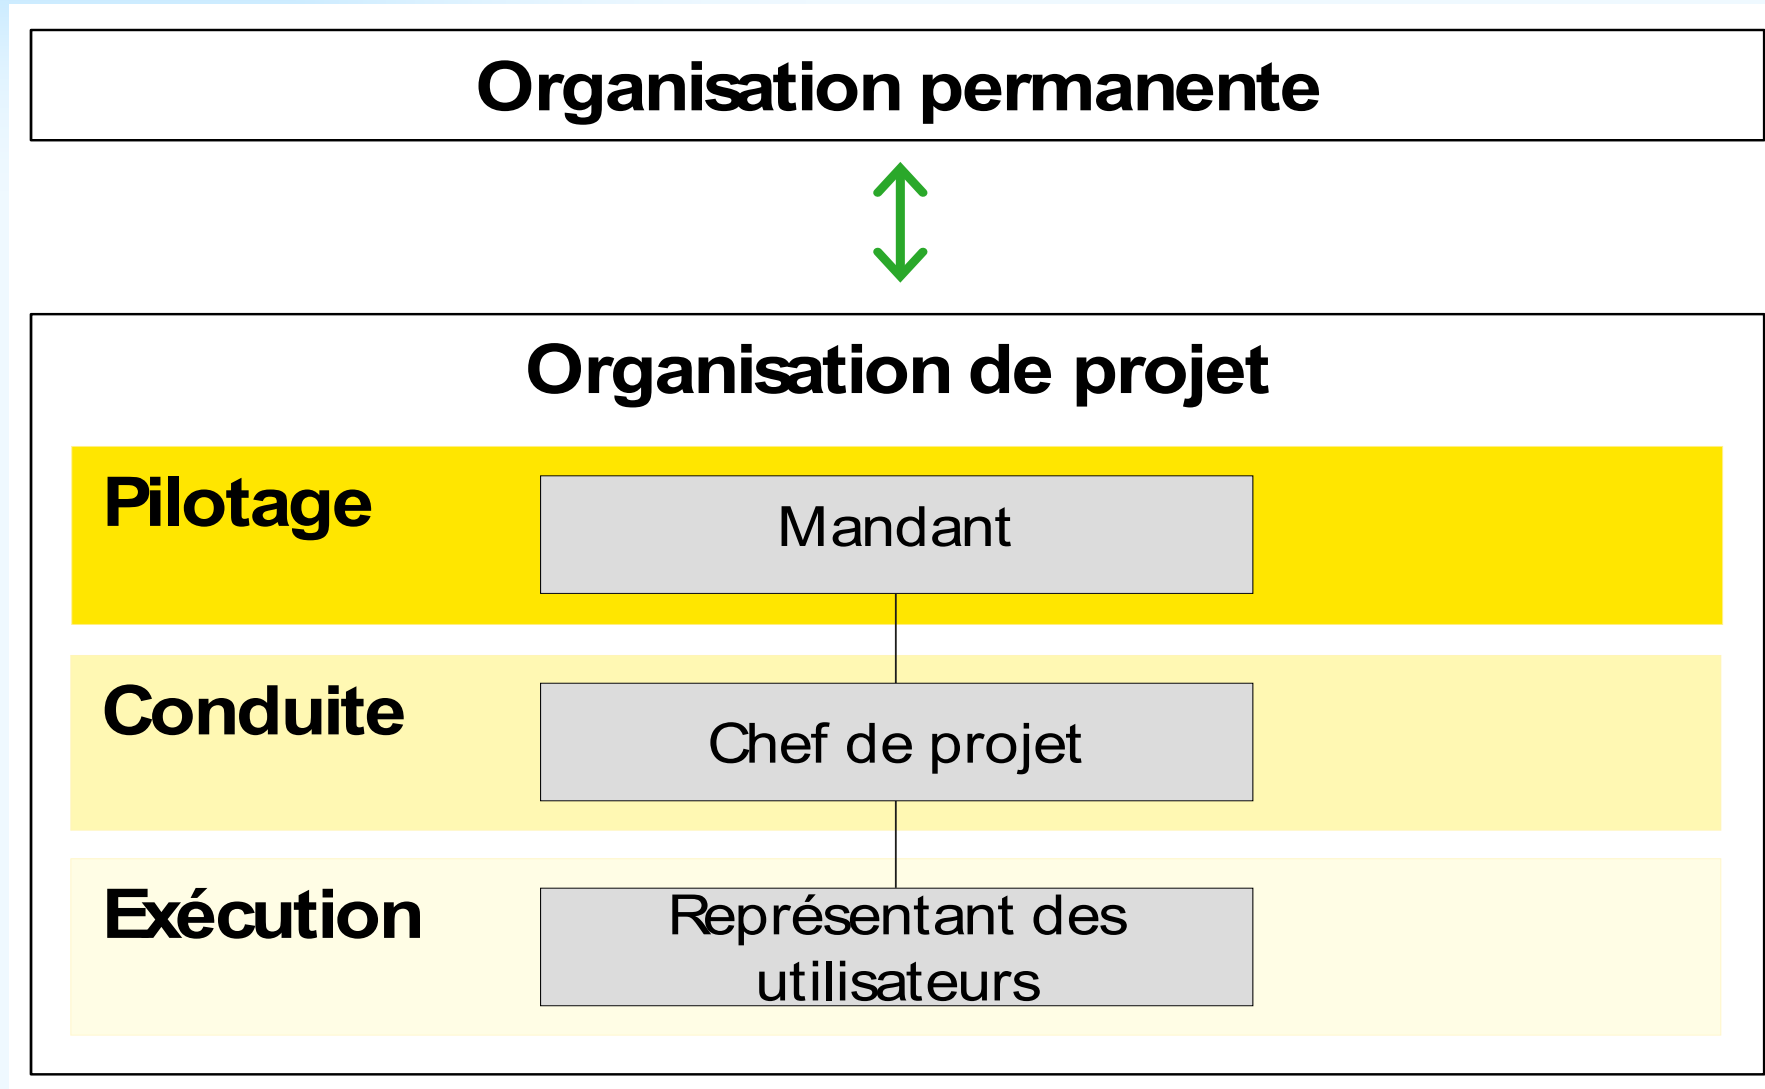 Organisation permanente
Organisation de projet
Pilotage
Mandant
Conduite
Chef de projet
Exécution
Représentant des
utilisateurs